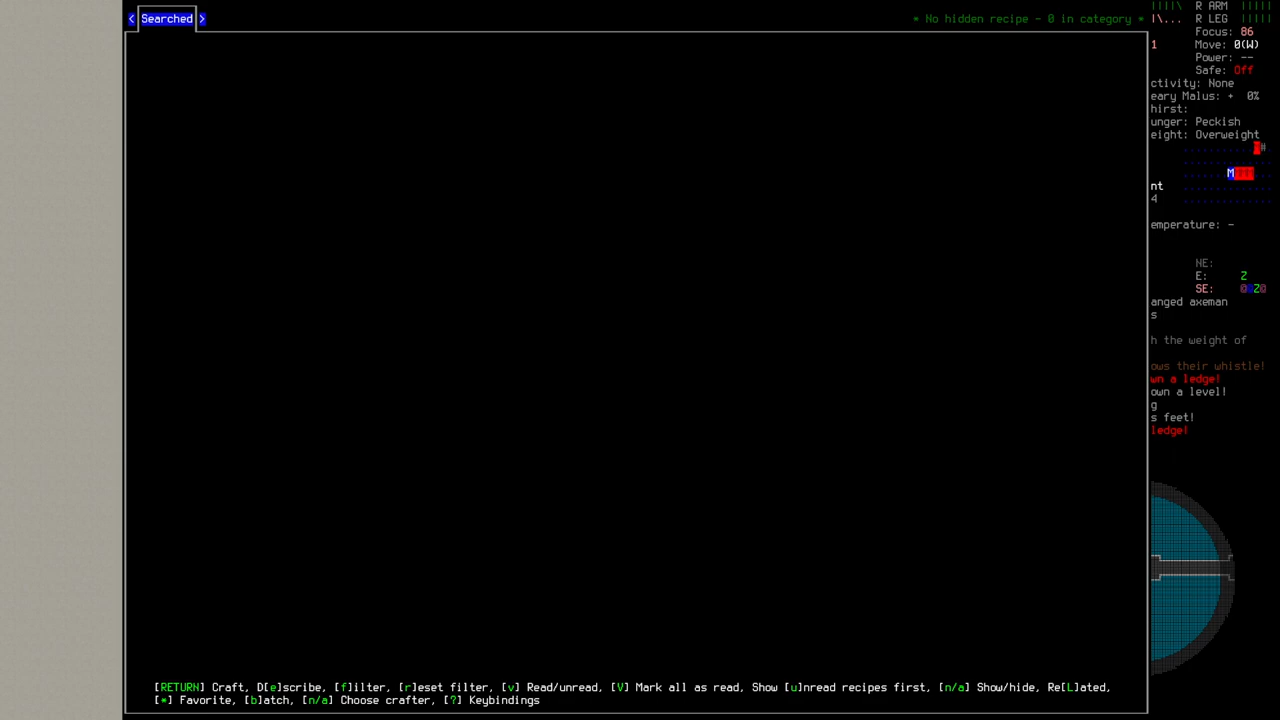 < Searched >
* No hidden recipe - 0 in category *
||||\ R ARM |||||
|\... R LEG |||||
Focus: 86
1 Move: 0(W)
Power: --
Safe: Off
ctivity: None
eary Malus: + 0%
hirst:
unger: Peckish
eight: Overweight
M
nt
4
emperature: -
NE:
E: Z
SE: Z@
anged axeman
s
h the weight of
ows their whistle!
wn a ledge!
own a level!
g
s feet!
ledge!
[RETURN] Craft, D[e]scribe, [f]ilter, [r]eset filter, [v] Read/unread, [V] Mark all as read, Show [u]nread recipes first, [n/a] Show/hide, Re[L]ated,
[*] Favorite, [b]atch, [n/a] Choose crafter, [?] Keybindings